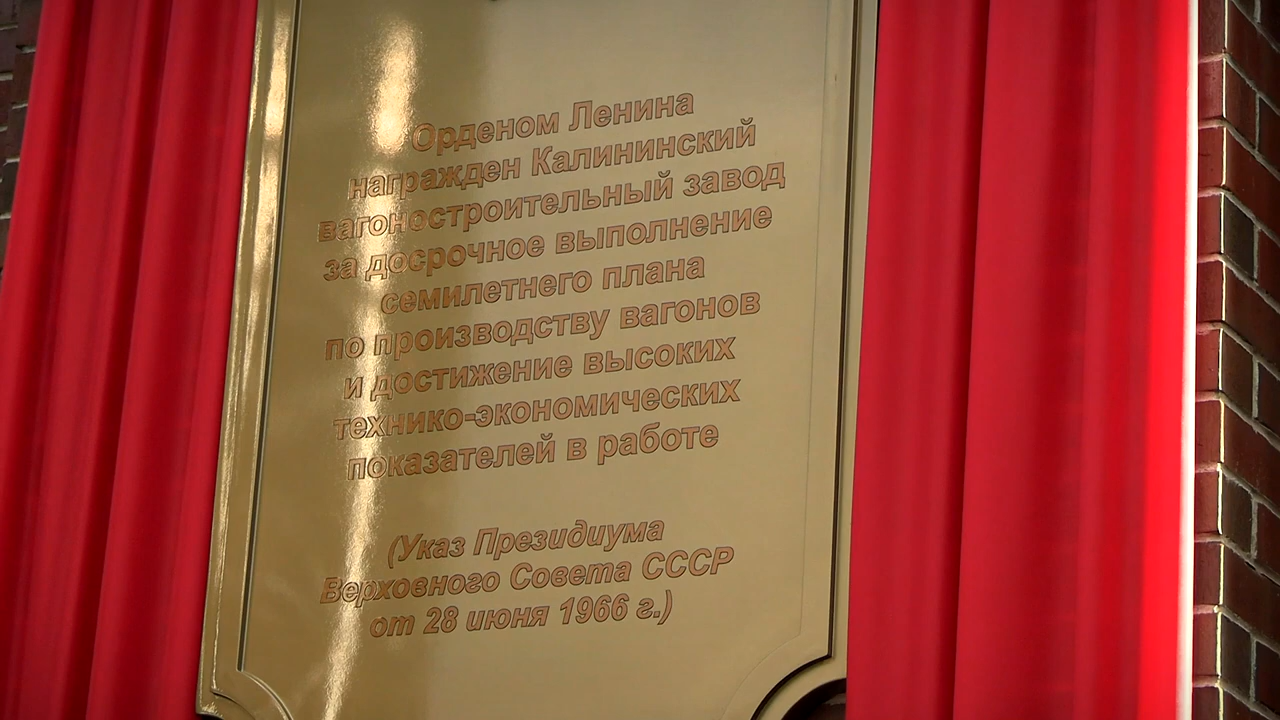 Орденом Ленина
награжден Калининский
вагоностроительный завод
за досрочное выполнение
семилетнего плана
по производству вагонов
и достижение высоких
технико-экономических
показателей в работе
(Указ Президиума
Верховного Совета СССР
от 28 июня 1966 г.)